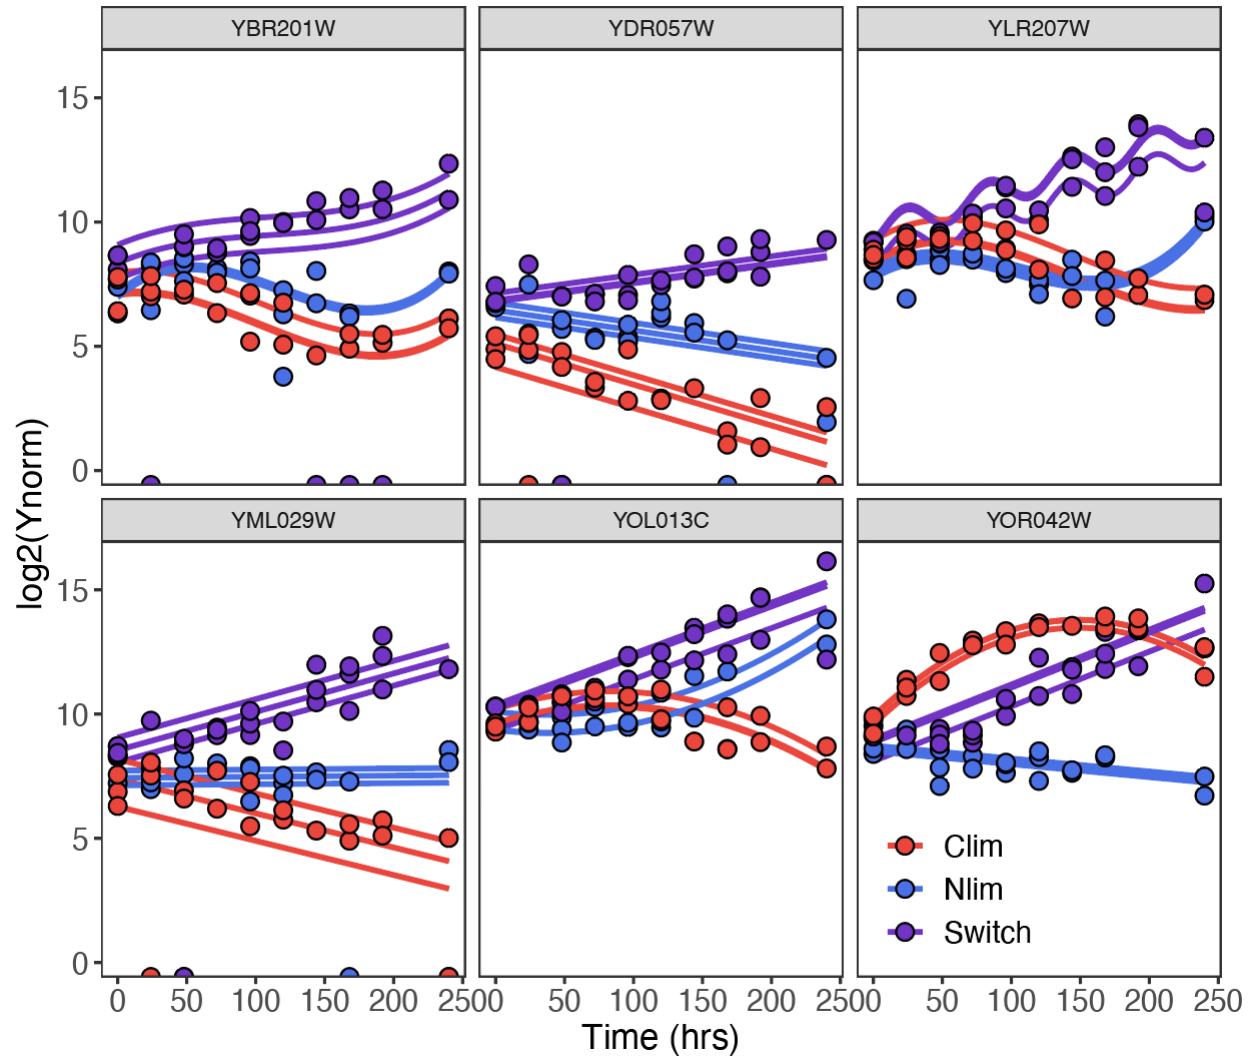 YBR201W YDR057W YLR207W
15
10
5
0
YML029W YOL013C YOR042W
15
10
5
0
Clim
Nlim
Switch
0 50 100 150 200 250 0 50 100 150 200 250 0 50 100 150 200 250
Time (hrs)
log2(Ynorm)